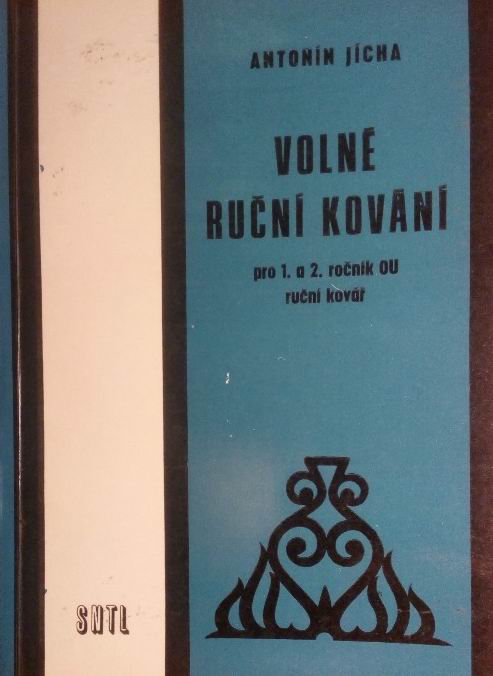 ANTONÍN JÍCHA
VOLNÉ
RUČNÍ KOVÁNÍ
pro 1. a 2. ročník OU
ruční kovář
SNTL